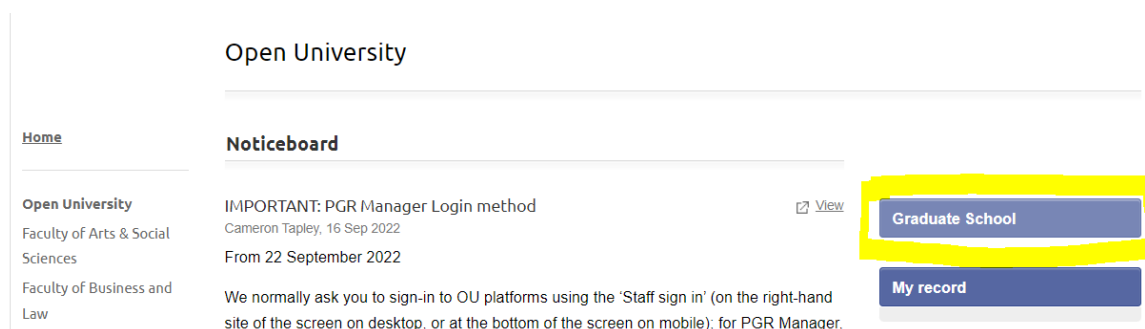 Open University
Home
Open University
Faculty of Arts & Social
Sciences
Faculty of Business and
Law
Noticeboard
IMPORTANT: PGR Manager Login method
View
Cameron Tapley, 16 Sep 2022
From 22 September 2022
We normally ask you to sign-in to OU platforms using the ‘Staff sign in’ (on the right-hand
site of the screen on desktop, or at the bottom of the screen on mobile); for PGR Manager,
Graduate School
My record